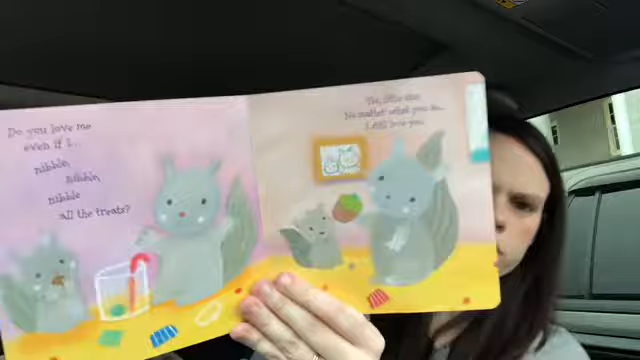 Do you love me
even if I...
nibble,
nibble,
nibble
all the treats?
Yes, little one.
No matter what you do...
I still love you.